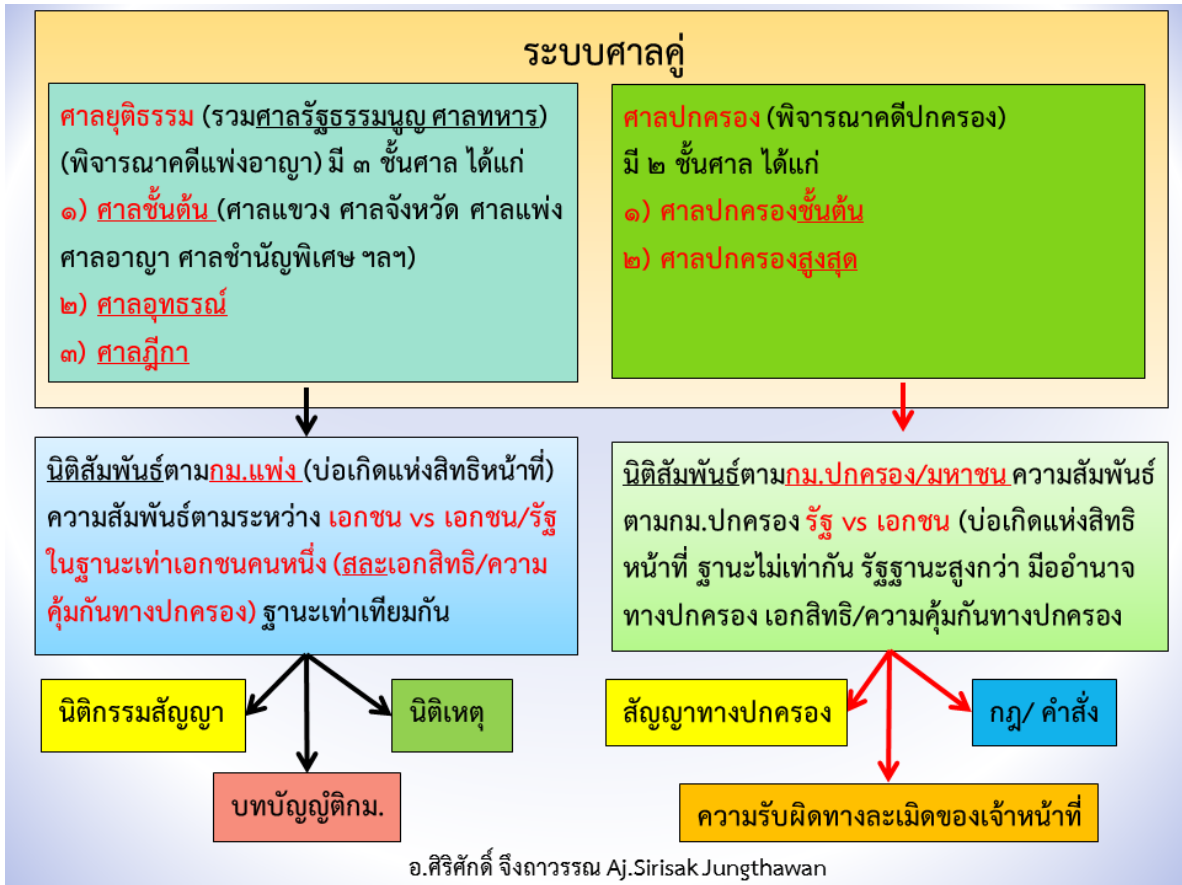 ระบบศาลคู่
ศาลยุติธรรม (รวมศาลรัฐธรรมนูญ ศาลทหาร)
(พิจารณาคดีแพ่งอาญา) มี ๓ ชั้นศาล ได้แก่
๑) ศาลชั้นต้น (ศาลแขวง ศาลจังหวัด ศาลแพ่ง
ศาลอาญา ศาลชำนัญพิเศษ ฯลฯ)
๒) ศาลอุทธรณ์
๓) ศาลฎีกา
ศาลปกครอง (พิจารณาคดีปกครอง)
มี ๒ ชั้นศาล ได้แก่
๑) ศาลปกครองชั้นต้น
๒) ศาลปกครองสูงสุด
นิติสัมพันธ์ตามกม.แพ่ง (บ่อเกิดแห่งสิทธิหน้าที่)
ความสัมพันธ์ตามระหว่าง เอกชน vs เอกชน/รัฐ
ในฐานะเท่าเอกชนคนหนึ่ง (สละเอกสิทธิ/ความ
คุ้มกันทางปกครอง) ฐานะเท่าเทียมกัน
นิติสัมพันธ์ตามกม.ปกครอง/มหาชน ความสัมพันธ์
ตามกม.ปกครอง รัฐ vs เอกชน (บ่อเกิดแห่งสิทธิ
หน้าที่ ฐานะไม่เท่ากัน รัฐฐานะสูงกว่า มีออำนาจ
ทางปกครอง เอกสิทธิ/ความคุ้มกันทางปกครอง
นิติกรรมสัญญา
นิติเหตุ
บทบัญญํติกม.
สัญญาทางปกครอง
กฎ/ คำสั่ง
ความรับผิดทางละเมิดของเจ้าหน้าที่
อ.ศิริศักดิ์ จึงถาวรรณ Aj.Sirisak Jungthawan